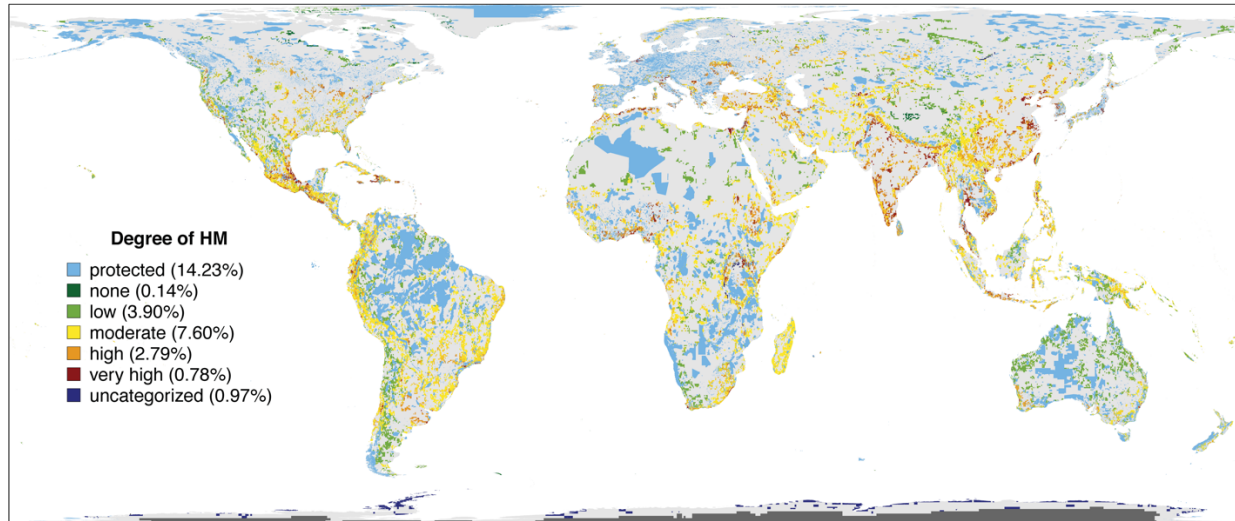 Degree of HM
protected (14.23%)
none (0.14%)
low (3.90%)
moderate (7.60%)
high (2.79%)
very high (0.78%)
uncategorized (0.97%)